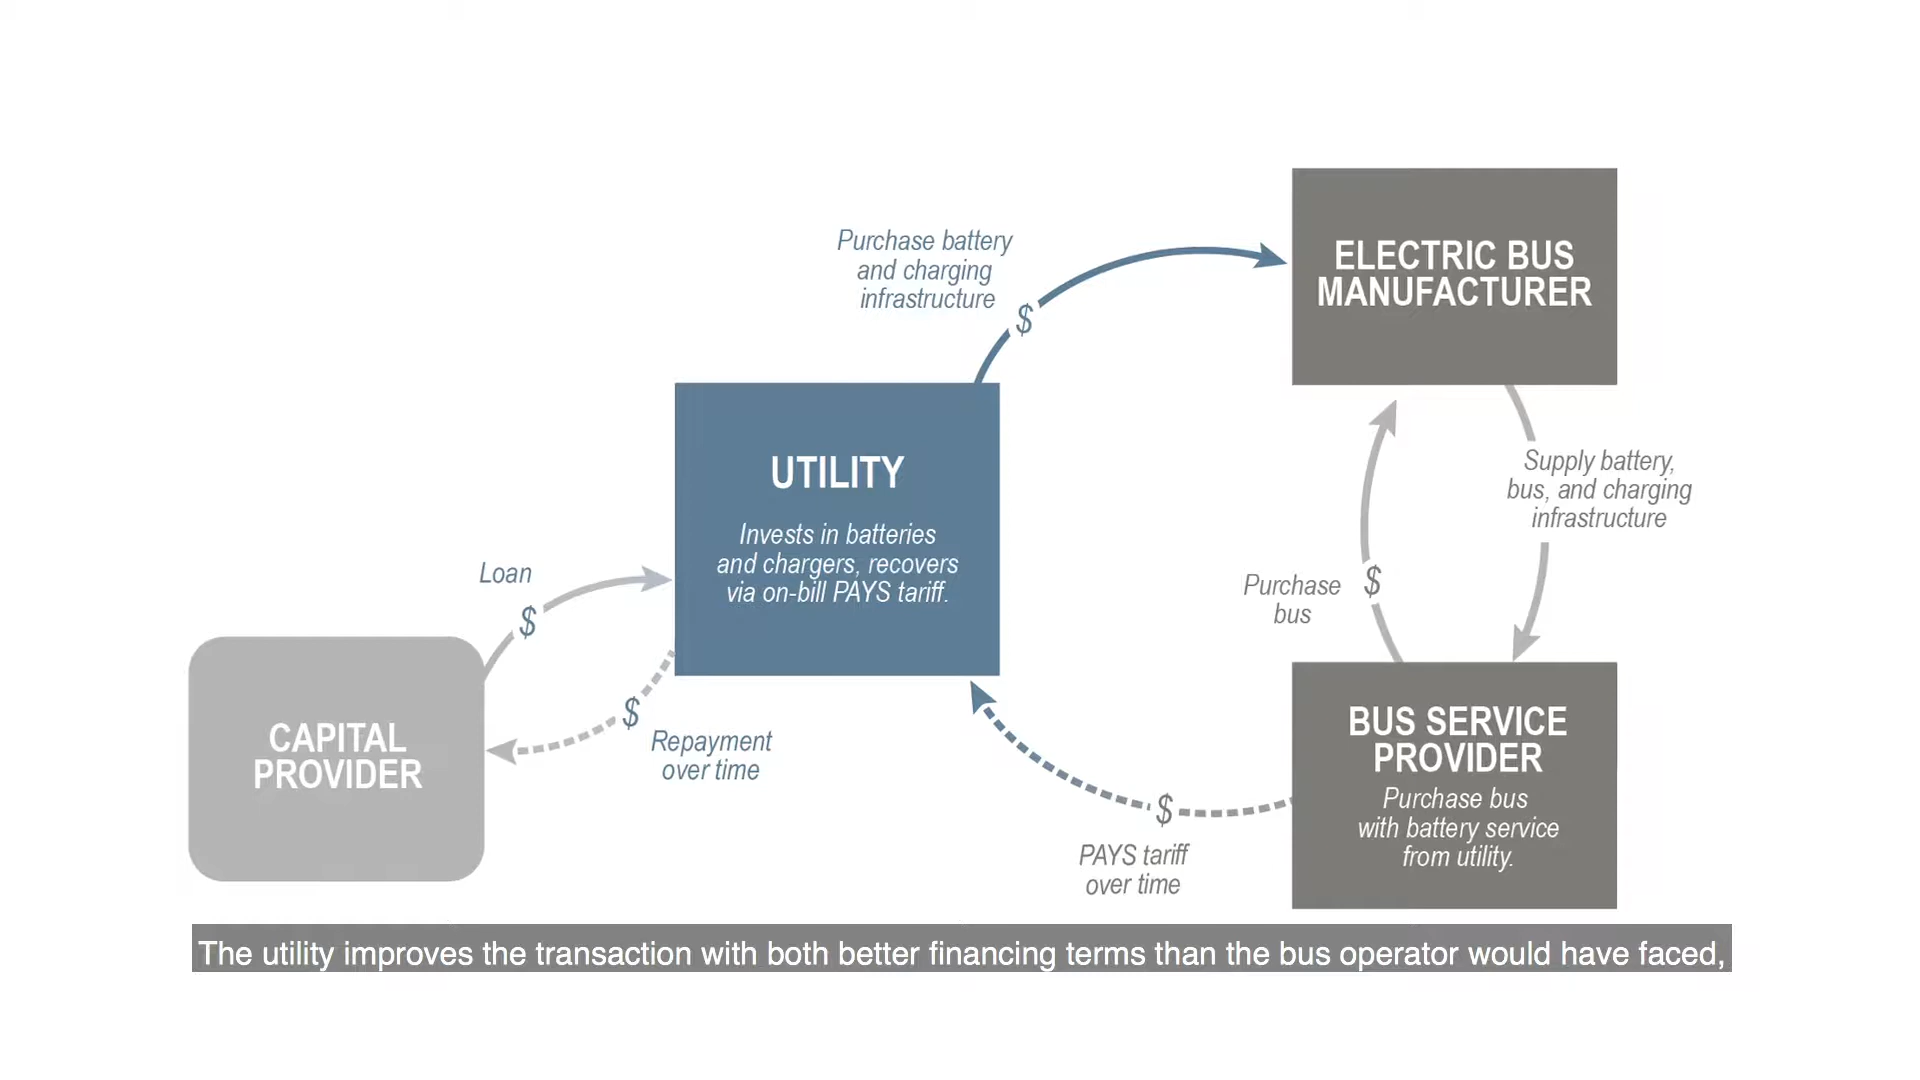 Purchase battery
and charging
infrastructure
$
ELECTRIC BUS
MANUFACTURER
UTILITY
Invests in batteries
and chargers, recovers
via on-bill PAYS tariff.
Supply battery,
bus, and charging
infrastructure
Loan
$
Purchase
bus
$
CAPITAL
PROVIDER
$
Repayment
over time
BUS SERVICE
PROVIDER
Purchase bus
with battery service
from utility.
$
PAYS tariff
over time
The utility improves the transaction with both better financing terms than the bus operator would have faced,